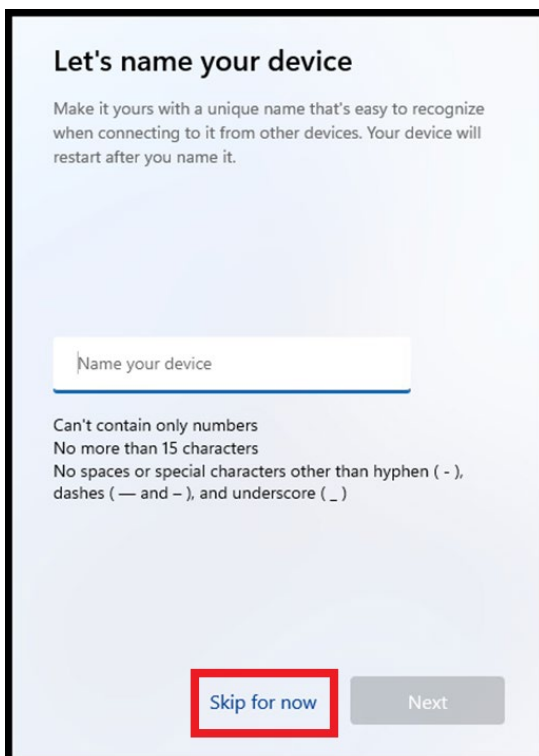 Let's name your device
Make it yours with a unique name that's easy to recognize
when connecting to it from other devices. Your device will
restart after you name it.
Name your device
Can't contain only numbers
No more than 15 characters
No spaces or special characters other than hyphen ( - ),
dashes ( — and – ), and underscore ( _ )
Skip for now
Next